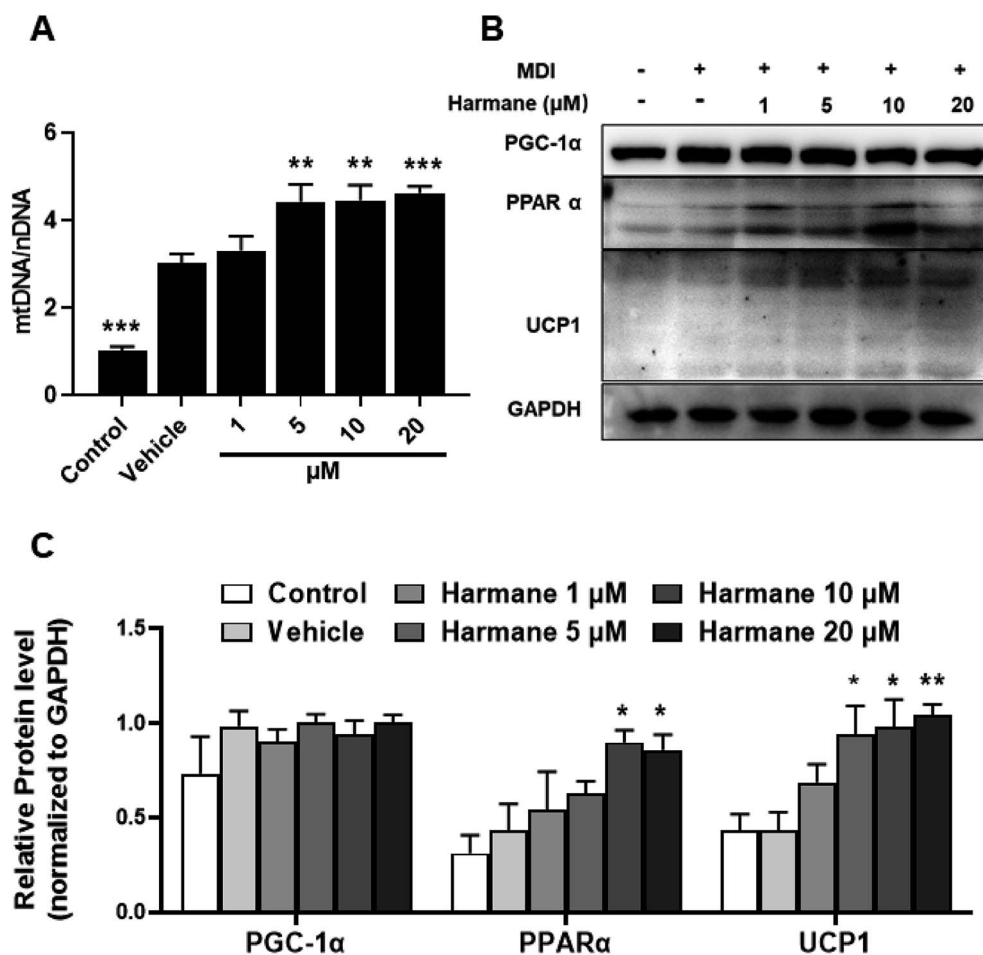 A
mtDNA/nDNA
6
4
2
0
***
** ** ***
Control Vehicle 1 5 10 20
µM
B
MDI - + + + + +
Harmane (µM) - - 1 5 10 20
PGC-1α
PPAR α
UCP1
GAPDH
C
Control Harmane 1 µM Harmane 10 µM
Vehicle Harmane 5 µM Harmane 20 µM
Relative Protein level
(normalized to GAPDH)
1.5
1.0
0.5
0.0
* *
* * **
PGC-1α PPARα UCP1